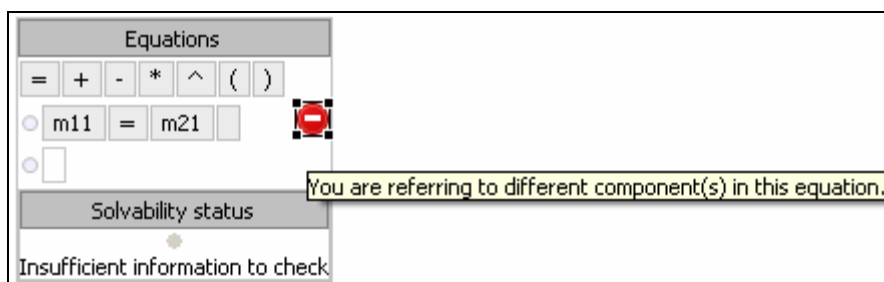 Equations
= + - * ^ ( )
m11 = m21
You are referring to different component(s) in this equation.
Solvability status
Insufficient information to check